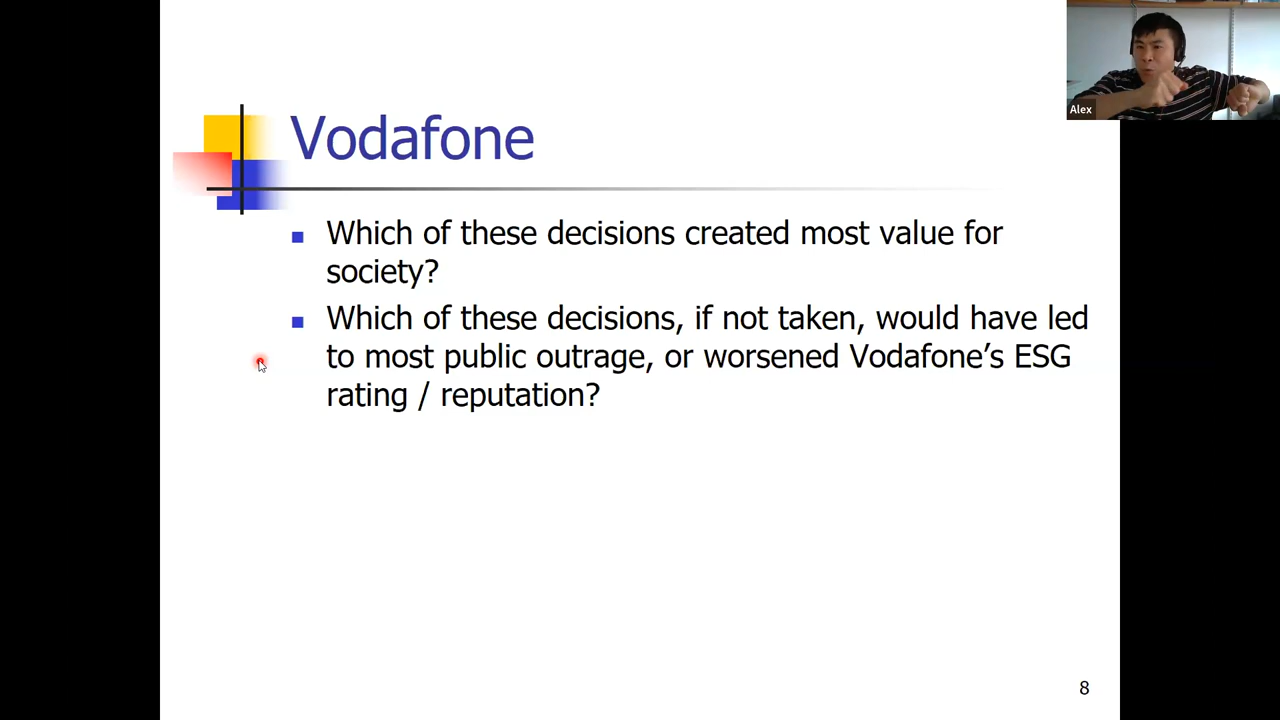 Vodafone
Which of these decisions created most value for
society?
Which of these decisions, if not taken, would have led
to most public outrage, or worsened Vodafone’s ESG
rating / reputation?
8
Alex